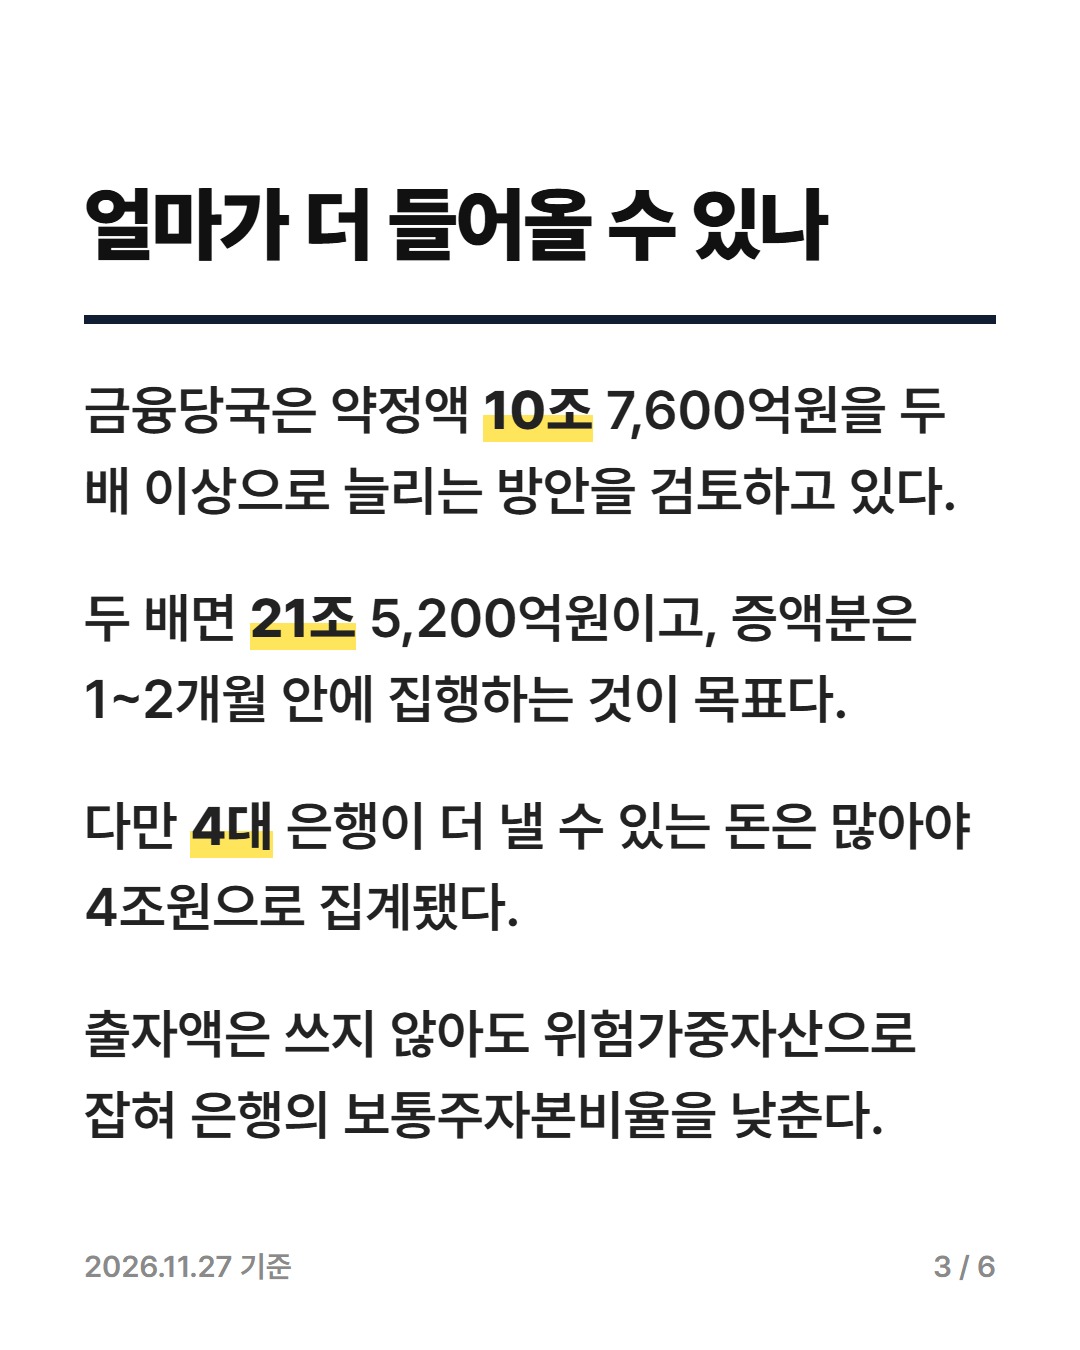 얼마가 더 들어올 수 있나
금융당국은 약정액 10조 7,600억원을 두
배 이상으로 늘리는 방안을 검토하고 있다.
두 배면 21조 5,200억원이고, 증액분은
1~2개월 안에 집행하는 것이 목표다.
다만 4대 은행이 더 낼 수 있는 돈은 많아야
4조원으로 집계됐다.
출자액은 쓰지 않아도 위험가중자산으로
잡혀 은행의 보통주자본비율을 낮춘다.
2026.11.27 기준
3 / 6